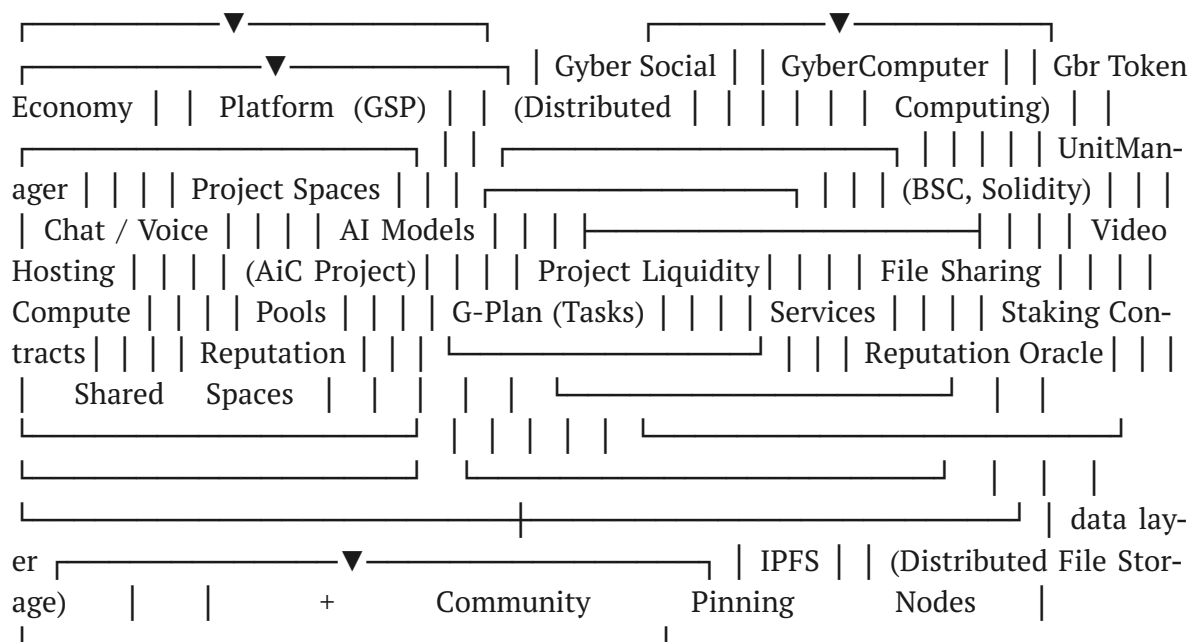 ┌────────▼────────┐ ┌───────▼────────┐
┌─────────▼─────────┐ │ Gyber Social │ │ GyberComputer │ │ Gbr Token
Economy │ │ Platform (GSP) │ │ (Distributed │ │ │ │ │ │ Computing) │ │
┌───────────────┐ │ │ ┌───────────────┐ │ │ │ │ │ UnitMan-
ager │ │ │ │ Project Spaces │ │ │ ┌────────────┐ │ │ │ (BSC, Solidity) │ │ │
│ Chat / Voice │ │ │ │ AI Models │ │ │ │ ├───────────────┤ │ │ │ │ Video
Hosting │ │ │ │ (AiC Project)│ │ │ │ Project Liquidity│ │ │ │ File Sharing │ │ │ │
Compute │ │ │ │ Pools │ │ │ │ G-Plan (Tasks) │ │ │ │ Services │ │ │ │ Staking Con-
tracts│ │ │ │ Reputation │ │ │ └────────────┘ │ │ │ Reputation Oracle│ │ │
│ Shared Spaces │ │ │ │ │ └───────────────┘ │ │
└───────────────┘ │ │ │ │ │ └──────────────────┘
└───────────────┘ └──────────────────┘ │ │ │
└───────────────────┼───────────────────┘ │ data lay-
er ┌───────────▼─────────────┐ │ IPFS │ │ (Distributed File Stor-
age) │ │ + Community Pinning Nodes │
└─────────────────────────┘